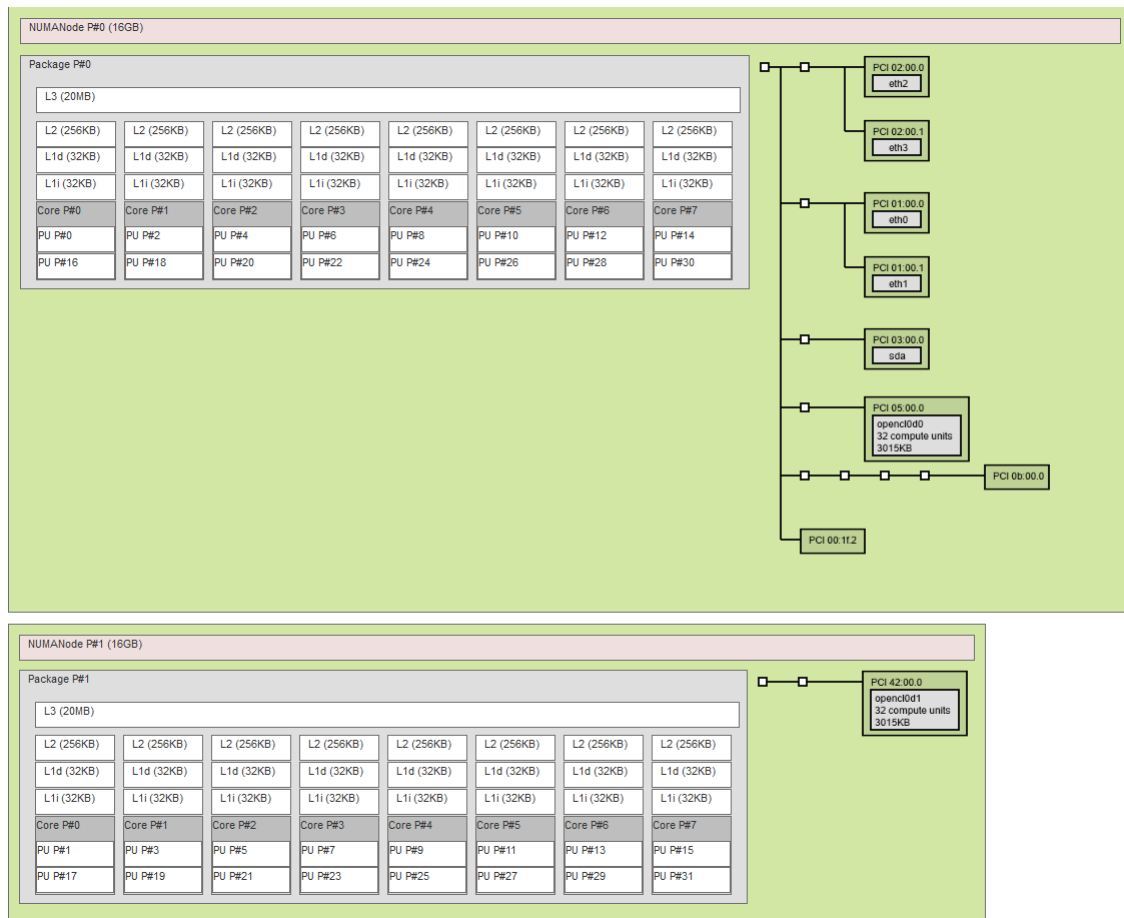 NUMANode P#0 (16GB)
Package P#0
L3 (20MB)
L2 (256KB) L2 (256KB) L2 (256KB) L2 (256KB) L2 (256KB) L2 (256KB) L2 (256KB) L2 (256KB)
L1d (32KB) L1d (32KB) L1d (32KB) L1d (32KB) L1d (32KB) L1d (32KB) L1d (32KB) L1d (32KB)
L1i (32KB) L1i (32KB) L1i (32KB) L1i (32KB) L1i (32KB) L1i (32KB) L1i (32KB) L1i (32KB)
Core P#0 Core P#1 Core P#2 Core P#3 Core P#4 Core P#5 Core P#6 Core P#7
PU P#0 PU P#2 PU P#4 PU P#6 PU P#8 PU P#10 PU P#12 PU P#14
PU P#16 PU P#18 PU P#20 PU P#22 PU P#24 PU P#26 PU P#28 PU P#30
PCI 02:00.0
eth2
PCI 02:00.1
eth3
PCI 01:00.0
eth0
PCI 01:00.1
eth1
PCI 03:00.0
sda
PCI 05:00.0
opencl0d0
32 compute units
3015KB
PCI 0b:00.0
PCI 00:1f.2
NUMANode P#1 (16GB)
Package P#1
L3 (20MB)
L2 (256KB) L2 (256KB) L2 (256KB) L2 (256KB) L2 (256KB) L2 (256KB) L2 (256KB) L2 (256KB)
L1d (32KB) L1d (32KB) L1d (32KB) L1d (32KB) L1d (32KB) L1d (32KB) L1d (32KB) L1d (32KB)
L1i (32KB) L1i (32KB) L1i (32KB) L1i (32KB) L1i (32KB) L1i (32KB) L1i (32KB) L1i (32KB)
Core P#0 Core P#1 Core P#2 Core P#3 Core P#4 Core P#5 Core P#6 Core P#7
PU P#1 PU P#3 PU P#5 PU P#7 PU P#9 PU P#11 PU P#13 PU P#15
PU P#17 PU P#19 PU P#21 PU P#23 PU P#25 PU P#27 PU P#29 PU P#31
PCI 42:00.0
opencl0d1
32 compute units
3015KB